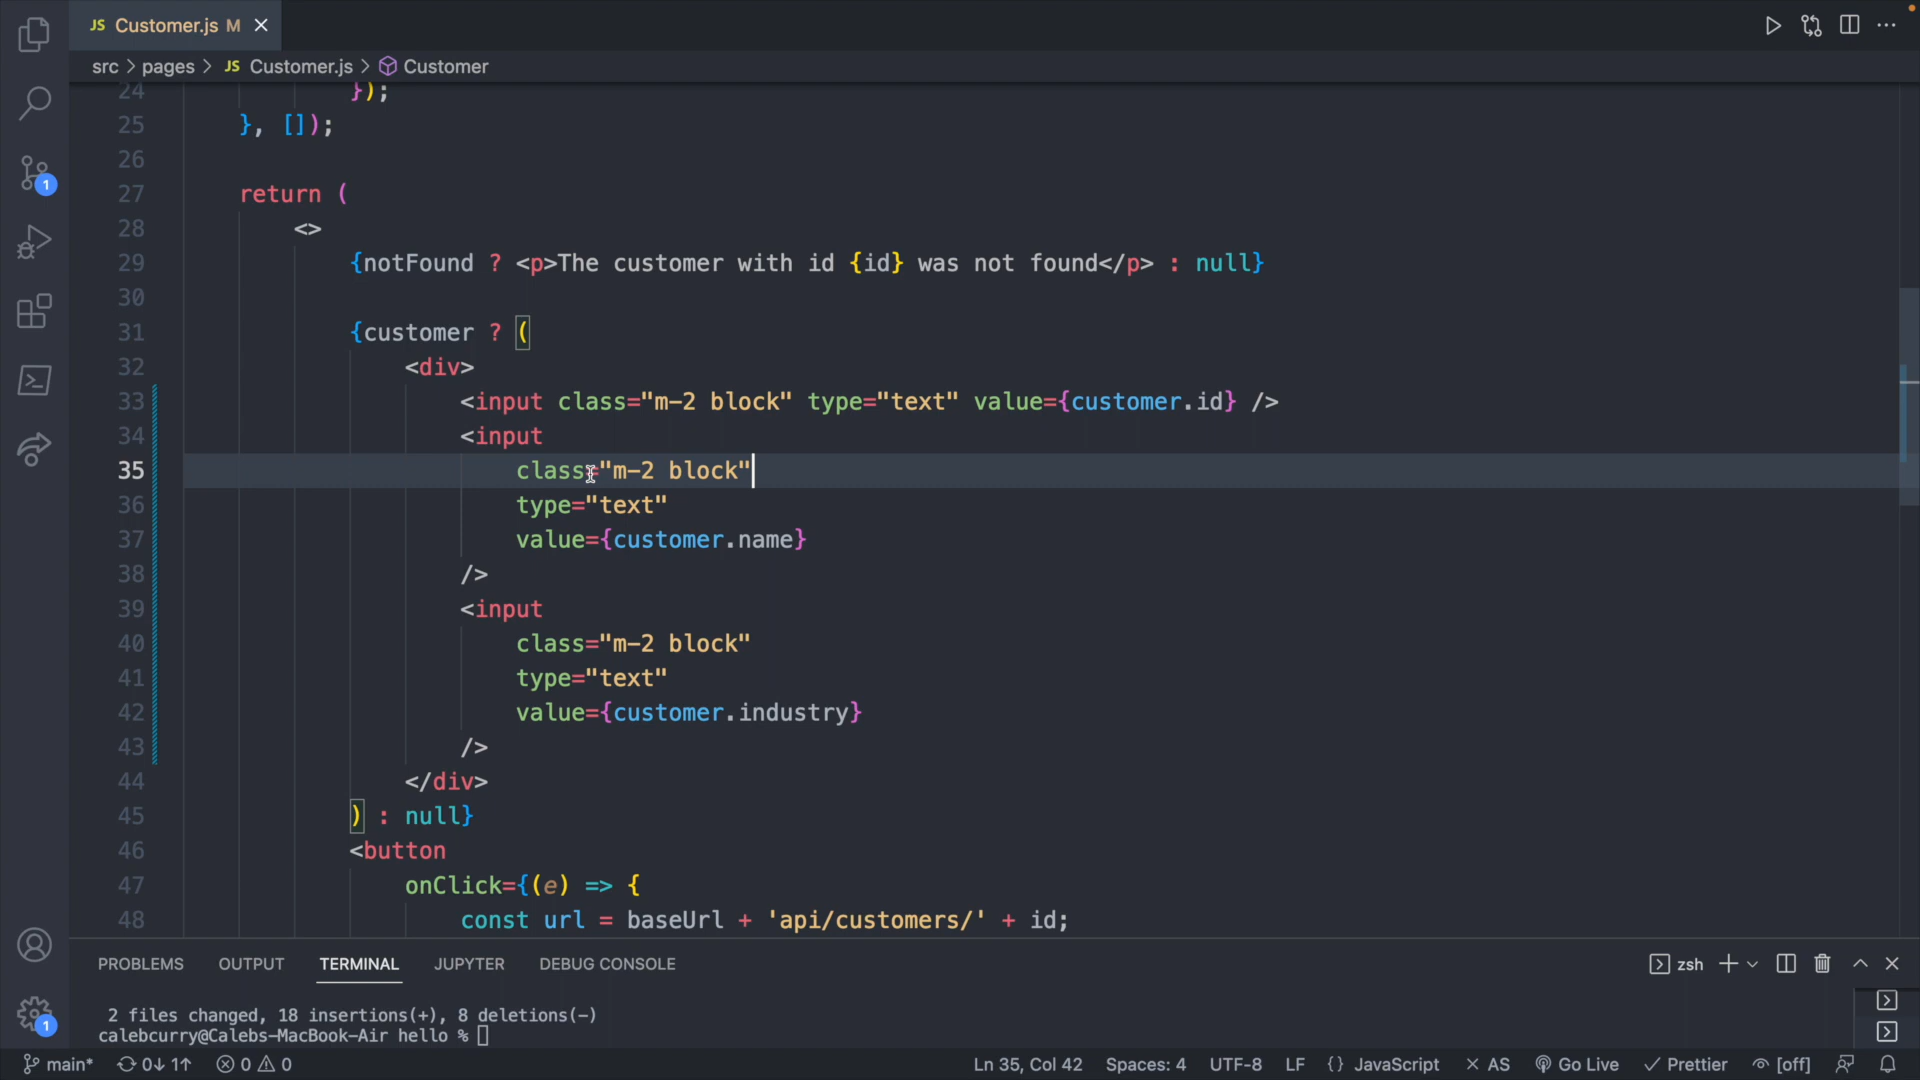 JS Customer.js M
src > pages > JS Customer.js > Customer
24 });
25 }, []);
26
27 return (
28 <>
29 {notFound ? <p>The customer with id {id} was not found</p> : null}
30
31 {customer ? (
32 <div>
33 <input class="m-2 block" type="text" value={customer.id} />
34 <input
35 class="m-2 block"
36 type="text"
37 value={customer.name}
38 />
39 <input
40 class="m-2 block"
41 type="text"
42 value={customer.industry}
43 />
44 </div>
45 ) : null}
46 <button
47 onClick={(e) => {
48 const url = baseUrl + 'api/customers/' + id;
1
PROBLEMS OUTPUT TERMINAL JUPYTER DEBUG CONSOLE zsh
2 files changed, 18 insertions(+), 8 deletions(-)
calebcurry@Calebs-MacBook-Air hello %
1
main* 0↓ 1↑ 0 0 Ln 35, Col 42 Spaces: 4 UTF-8 LF {} JavaScript × AS Go Live ✓ Prettier [off]